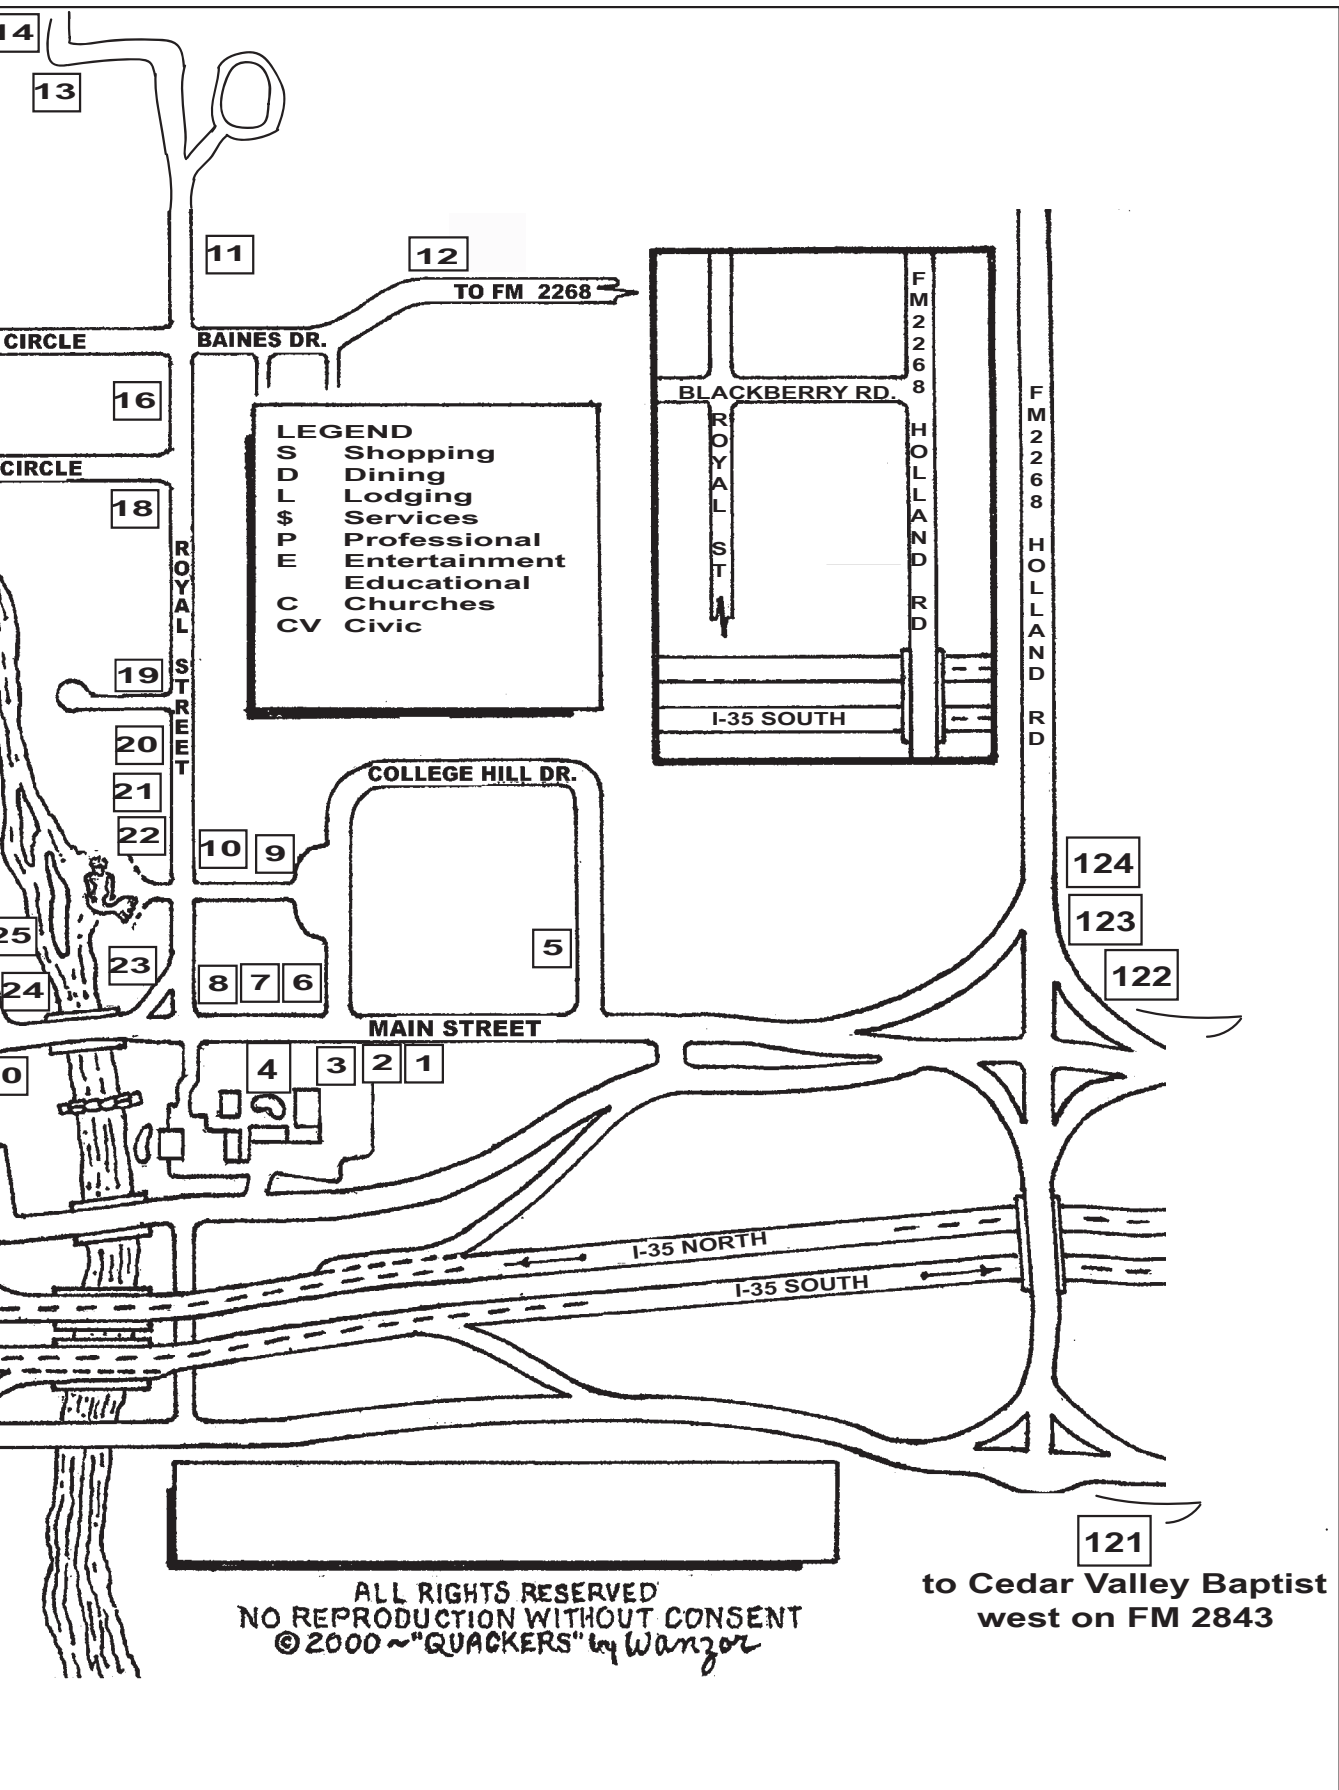 14
13
11
12
TO FM 2268
CIRCLE
BAINES DR.
16
CIRCLE
18
ROYAL STREET
19
20
21
22
10
9
25
24
23
8
7
6
5
LEGEND
S Shopping
D Dining
L Lodging
$ Services
P Professional
E Entertainment
Educational
C Churches
CV Civic
COLLEGE HILL DR.
BLACKBERRY RD.
ROYAL ST
FM2268 HOLLAND RD
I-35 SOUTH
FM2268 HOLLAND RD
124
123
122
MAIN STREET
0
4
3
2
1
I-35 NORTH
I-35 SOUTH
121
to Cedar Valley Baptist
west on FM 2843
ALL RIGHTS RESERVED
NO REPRODUCTION WITHOUT CONSENT
©2000~"QUACKERS" by Wanzor